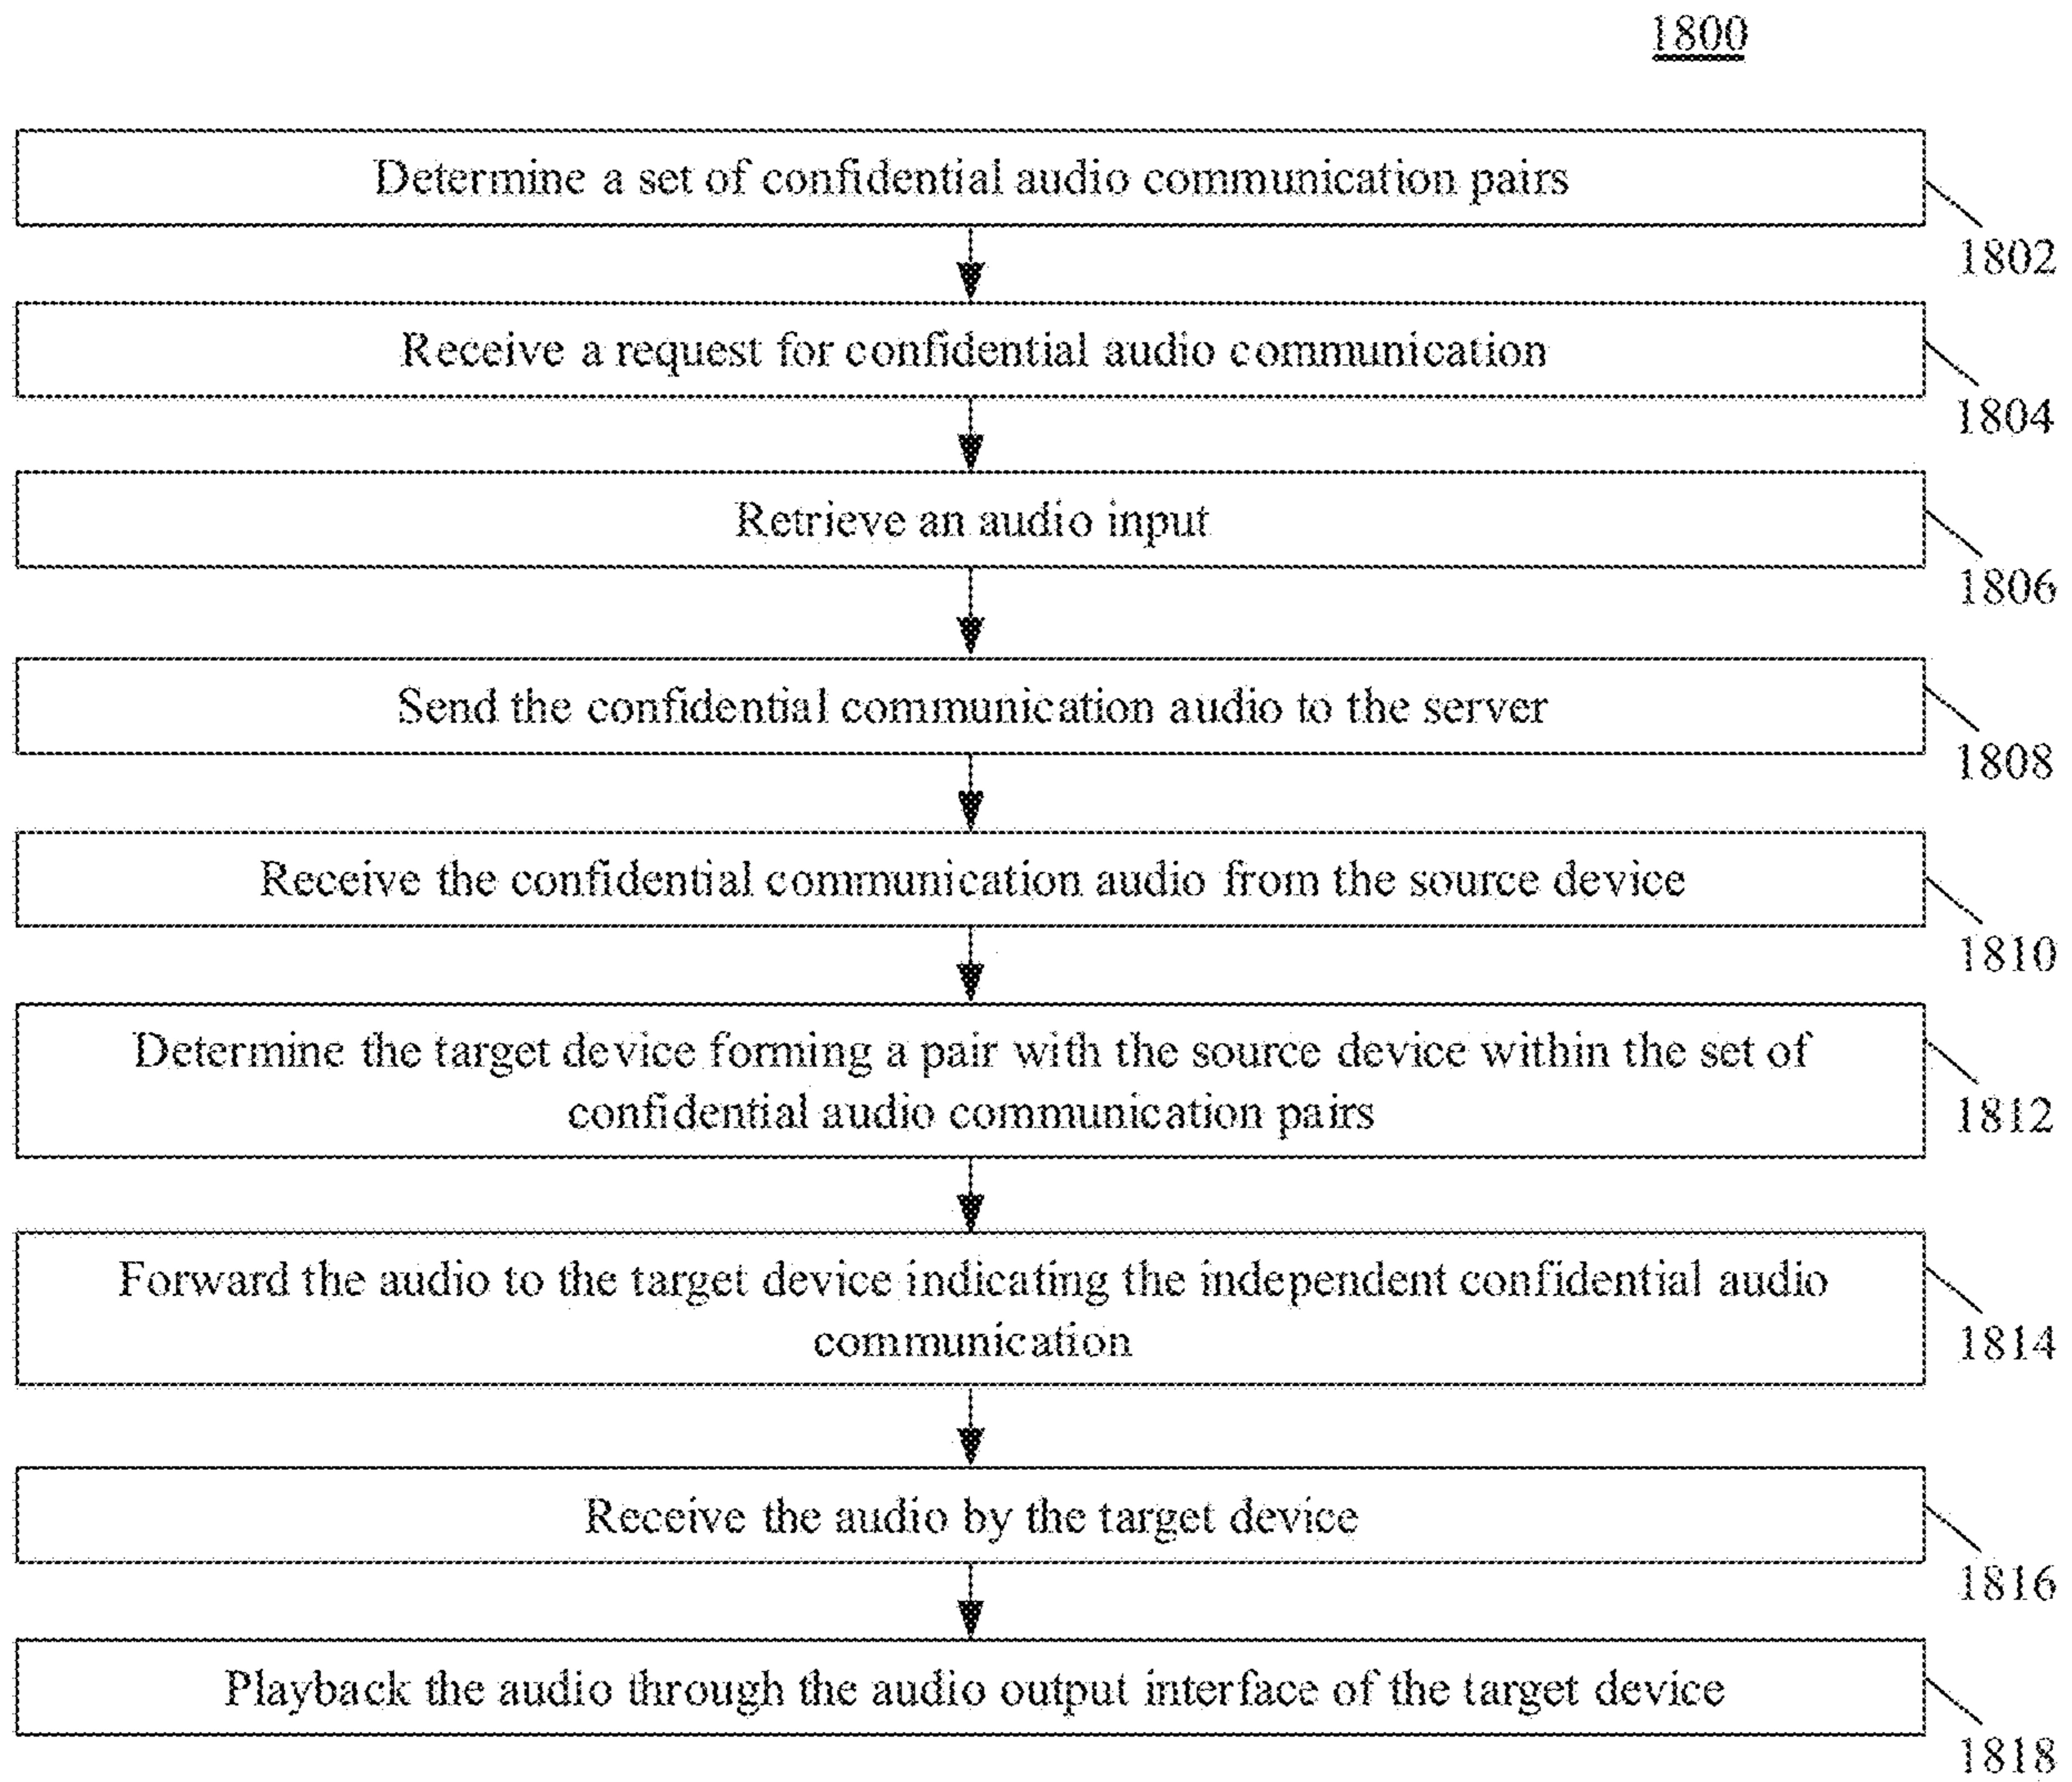 1800
Determine a set of confidential audio communication pairs
1802
Receive a request for confidential audio communication
1804
Retrieve an audio input
1806
Send the confidential communication audio to the server
1808
Receive the confidential communication audio from the source device
1810
Determine the target device forming a pair with the source device within the set of
confidential audio communication pairs
1812
Forward the audio to the target device indicating the independent confidential audio
communication
1814
Receive the audio by the target device
1816
Playback the audio through the audio output interface of the target device
1818